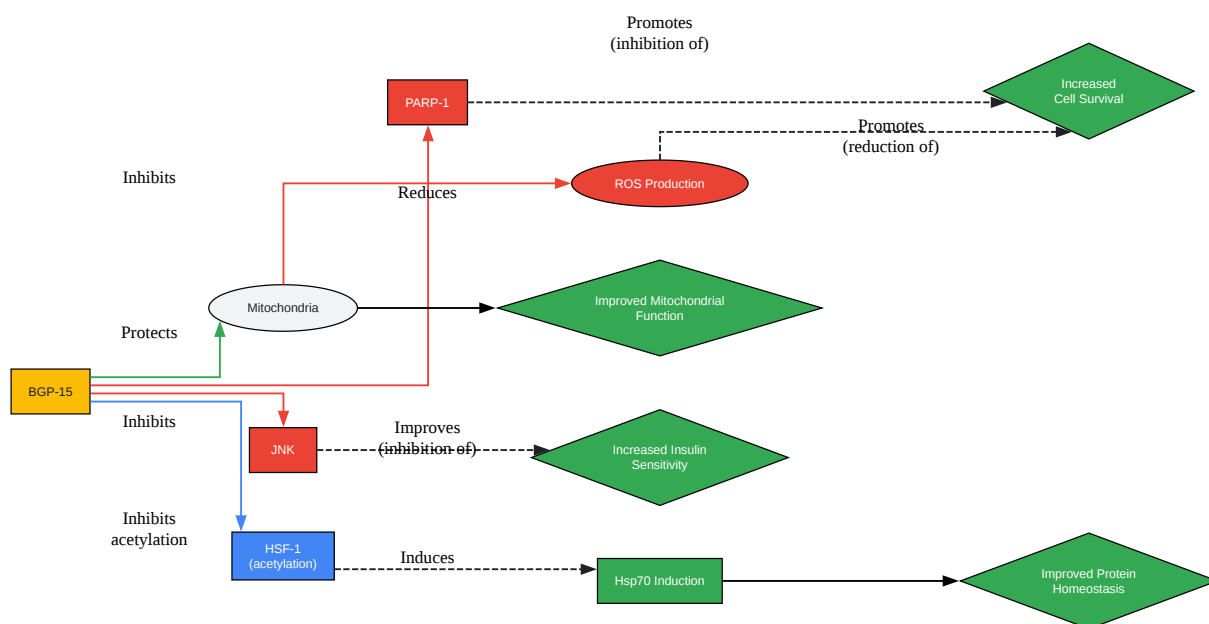 Promotes
(inhibition of)
Increased
Cell Survival
PARP-1
Promotes
(reduction of)
Inhibits
Reduces
ROS Production
Mitochondria
Improved Mitochondrial
Function
Protects
BGP-15
Inhibits
JNK
Improves
(inhibition of)
Increased Insulin
Sensitivity
Inhibits
acetylation
HSF-1
(acetylation)
Induces
Hsp70 Induction
Improved Protein
Homeostasis